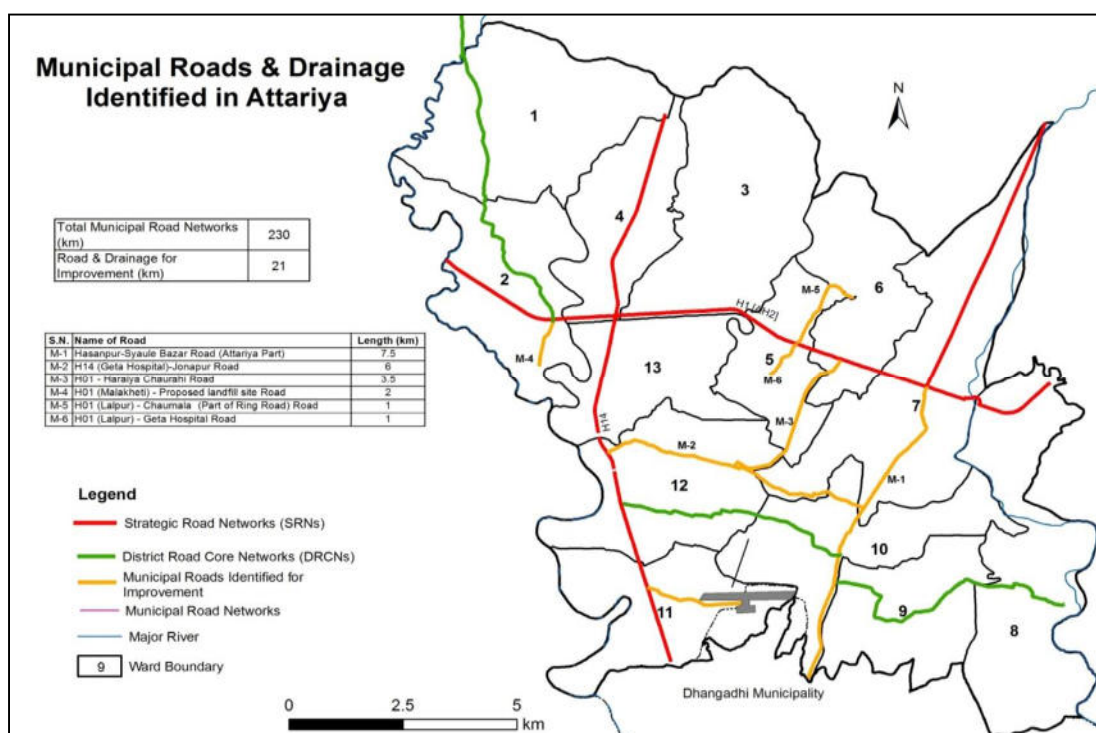 Municipal Roads & Drainage
Identified in Attariya
Total Municipal Road Networks
(km)
230
Road & Drainage for
Improvement (km)
21
S.N. Name of Road Length (km)
M-1 Hasanpur-Syaule Bazar Road (Attariya Part) 7.5
M-2 H14 (Geta Hospital)-Jonapur Road 6
M-3 H01 - Haraiya Chaurahi Road 3.5
M-4 H01 (Malakheti) - Proposed landfill site Road 2
M-5 H01 (Lalpur) - Chaumala (Part of Ring Road) Road 1
M-6 H01 (Lalpur) - Geta Hospital Road 1
Legend
Strategic Road Networks (SRNs)
District Road Core Networks (DRCNs)
Municipal Roads Identified for
Improvement
Municipal Road Networks
Major River
9 Ward Boundary
0 2.5 5
km
N
1
3
4
2
6
M-5
H1 [AH2]
M-4
5
M-6
13
7
M-3
H14
M-2
M-1
12
10
11
9
8
Dhangadhi Municipality